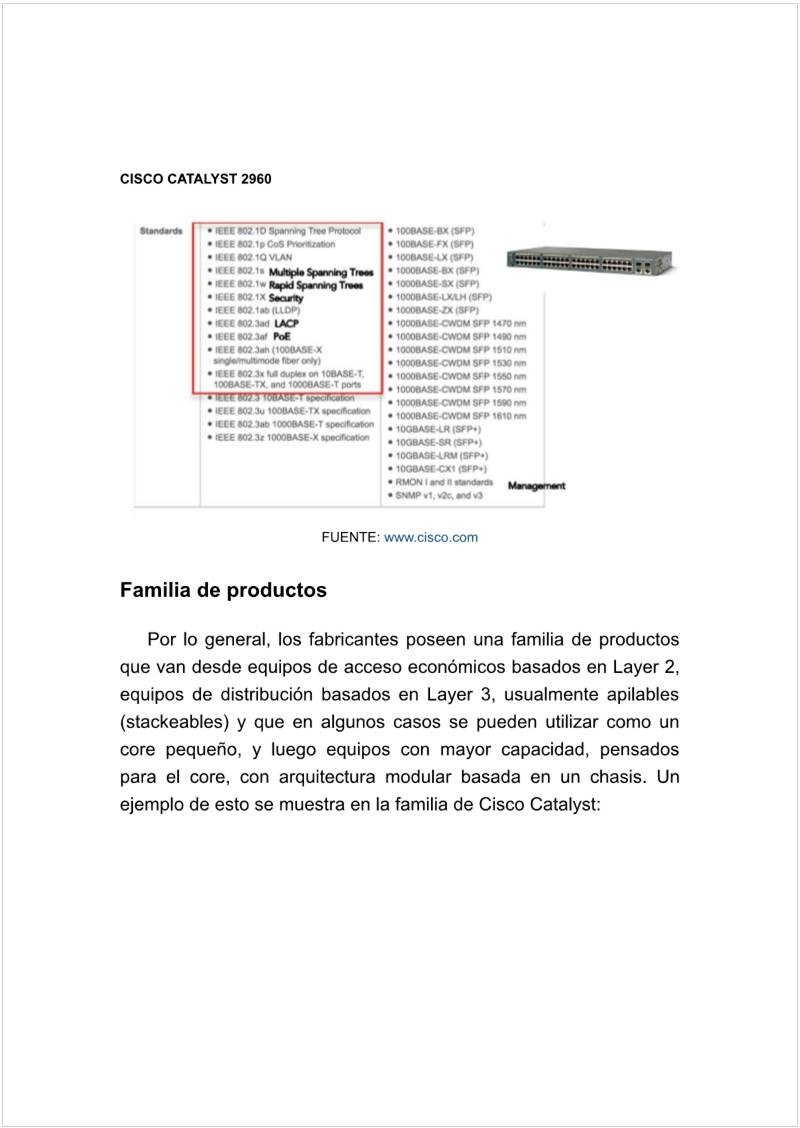 CISCO CATALYST 2960
Standards
• IEEE 802.1D Spanning Tree Protocol
• IEEE 802.1p CoS Prioritization
• IEEE 802.1Q VLAN
• IEEE 802.1s Multiple Spanning Trees
• IEEE 802.1w Rapid Spanning Trees
• IEEE 802.1X Security
• IEEE 802.1ab (LLDP)
• IEEE 802.3ad LACP
• IEEE 802.3af PoE
• IEEE 802.3ah (100BASE-X
single/multimode fiber only)
• IEEE 802.3x full duplex on 10BASE-T,
100BASE-TX, and 1000BASE-T ports
• IEEE 802.3 10BASE-T specification
• IEEE 802.3u 100BASE-TX specification
• IEEE 802.3ab 1000BASE-T specification
• IEEE 802.3z 1000BASE-X specification
• 100BASE-BX (SFP)
• 100BASE-FX (SFP)
• 100BASE-LX (SFP)
• 1000BASE-BX (SFP)
• 1000BASE-SX (SFP)
• 1000BASE-LX/LH (SFP)
• 1000BASE-ZX (SFP)
• 1000BASE-CWDM SFP 1470 nm
• 1000BASE-CWDM SFP 1490 nm
• 1000BASE-CWDM SFP 1510 nm
• 1000BASE-CWDM SFP 1530 nm
• 1000BASE-CWDM SFP 1550 nm
• 1000BASE-CWDM SFP 1570 nm
• 1000BASE-CWDM SFP 1590 nm
• 1000BASE-CWDM SFP 1610 nm
• 10GBASE-LR (SFP+)
• 10GBASE-SR (SFP+)
• 10GBASE-LRM (SFP+)
• 10GBASE-CX1 (SFP+)
• RMON I and II standards Management
• SNMP v1, v2c, and v3
FUENTE: www.cisco.com
Familia de productos
Por lo general, los fabricantes poseen una familia de productos
que van desde equipos de acceso económicos basados en Layer 2,
equipos de distribución basados en Layer 3, usualmente apilables
(stackeables) y que en algunos casos se pueden utilizar como un
core pequeño, y luego equipos con mayor capacidad, pensados
para el core, con arquitectura modular basada en un chasis. Un
ejemplo de esto se muestra en la familia de Cisco Catalyst: